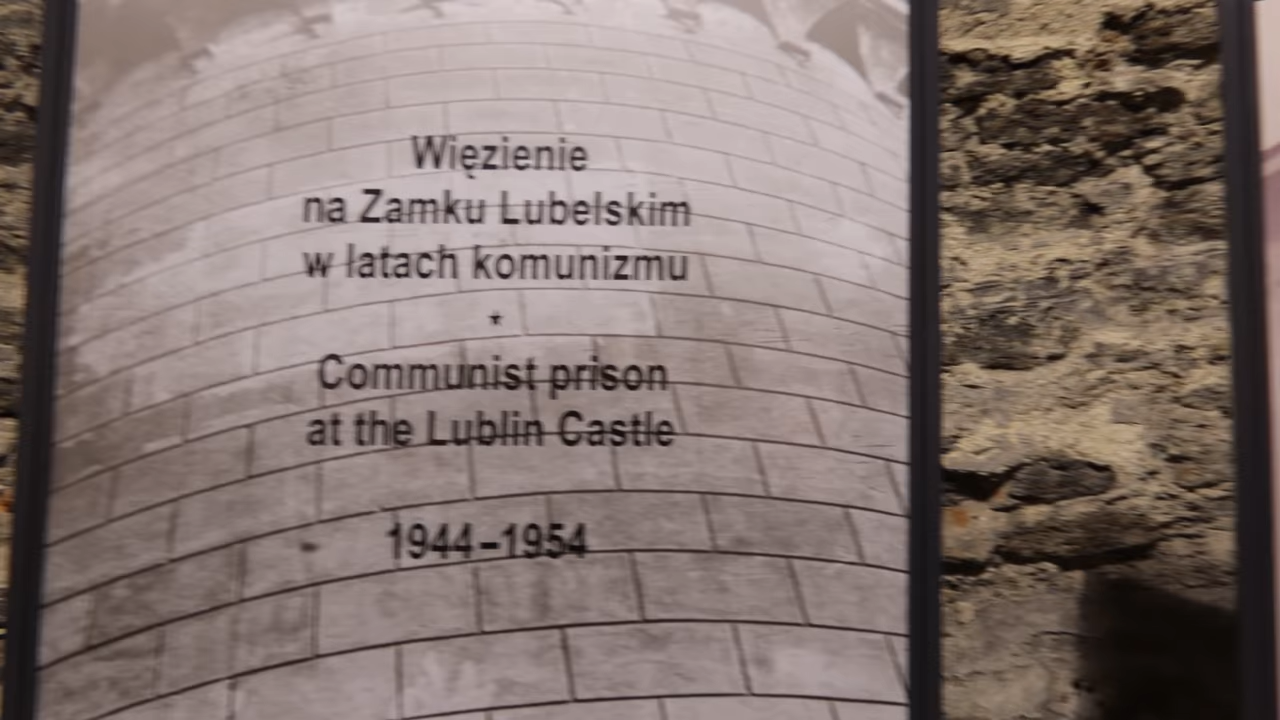 Więzienie
na Zamku Lubelskim
w latach komunizmu
*
Communist prison
at the Lublin Castle
1944–1954